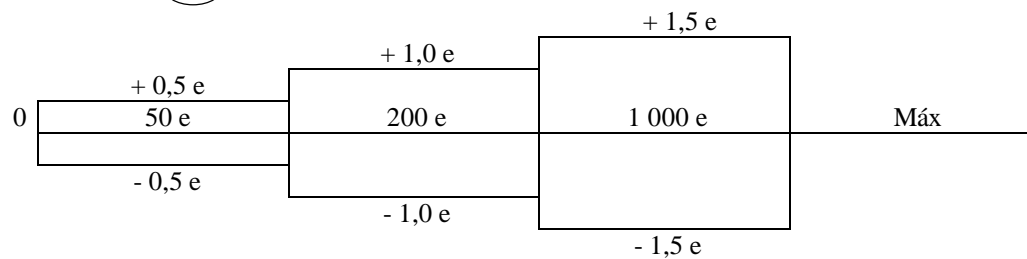 + 1,5 e
+ 1,0 e
+ 0,5 e
0 50 e 200 e 1 000 e Máx
- 0,5 e
- 1,0 e
- 1,5 e